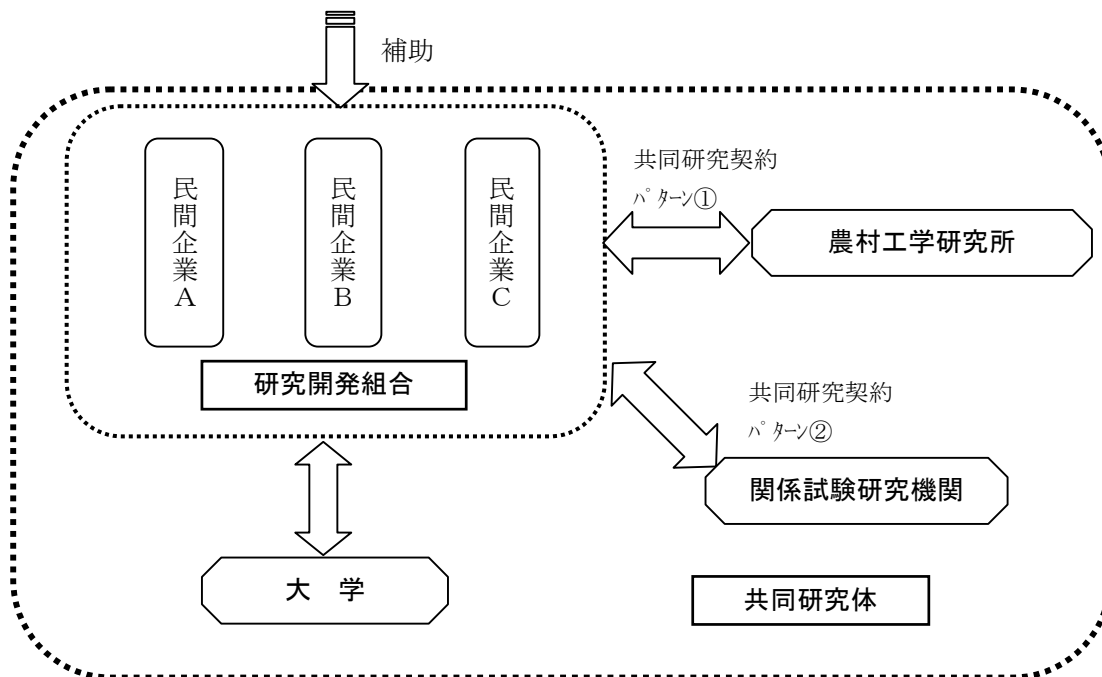 補助
民間企業A
民間企業B
民間企業C
研究開発組合
共同研究契約
パターン①
農村工学研究所
共同研究契約
パターン②
関係試験研究機関
大 学
共同研究体